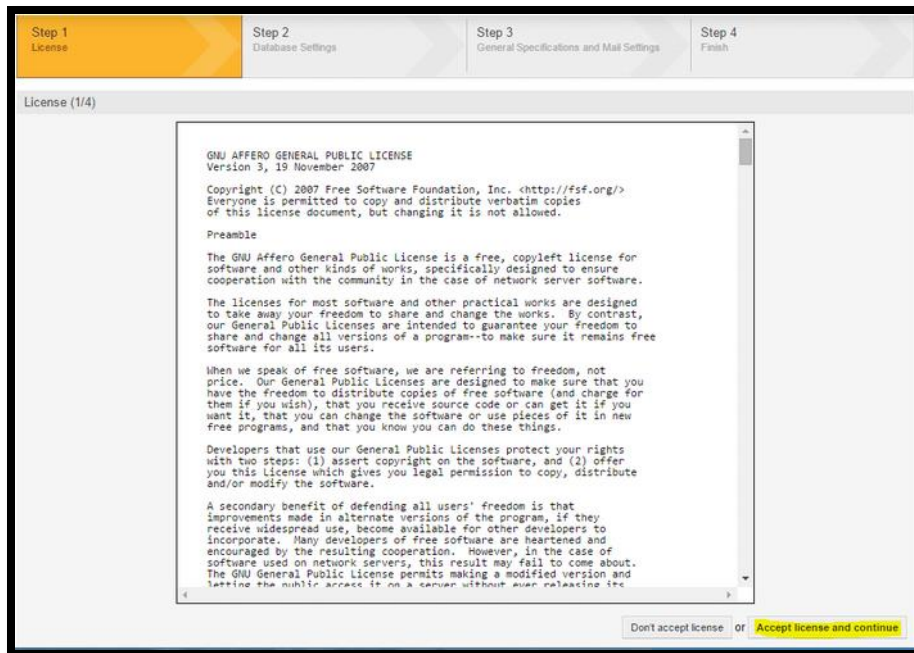 Step 1
License
Step 2
Database Settings
Step 3
General Specifications and Mail Settings
Step 4
Finish
License (1/4)
GNU AFFERO GENERAL PUBLIC LICENSE
Version 3, 19 November 2007
Copyright (C) 2007 Free Software Foundation, Inc. <http://fsf.org/>
Everyone is permitted to copy and distribute verbatim copies
of this license document, but changing it is not allowed.
Preamble
The GNU Affero General Public License is a free, copyleft license for
software and other kinds of works, specifically designed to ensure
cooperation with the community in the case of network server software.
The licenses for most software and other practical works are designed
to take away your freedom to share and change the works.  By contrast,
our General Public Licenses are intended to guarantee your freedom to
share and change all versions of a program--to make sure it remains free
software for all its users.
When we speak of free software, we are referring to freedom, not
price.  Our General Public Licenses are designed to make sure that you
have the freedom to distribute copies of free software (and charge for
them if you wish), that you receive source code or can get it if you
want it, that you can change the software or use pieces of it in new
free programs, and that you know you can do these things.
Developers that use our General Public Licenses protect your rights
with two steps: (1) assert copyright on the software, and (2) offer
you this License which gives you legal permission to copy, distribute
and/or modify the software.
A secondary benefit of defending all users' freedom is that
improvements made in alternate versions of the program, if they
receive widespread use, become available for other developers to
incorporate.  Many developers of free software are heartened and
encouraged by the resulting cooperation.  However, in the case of
software used on network servers, this result may fail to come about.
The GNU General Public License permits making a modified version and
letting the public access it on a server without ever releasing its
Don't accept license or Accept license and continue